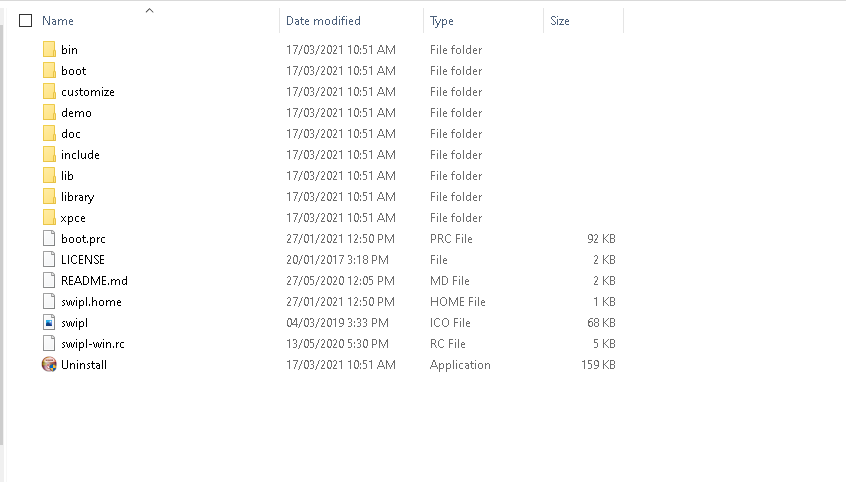 Name Date modified Type Size
bin 17/03/2021 10:51 AM File folder
boot 17/03/2021 10:51 AM File folder
customize 17/03/2021 10:51 AM File folder
demo 17/03/2021 10:51 AM File folder
doc 17/03/2021 10:51 AM File folder
include 17/03/2021 10:51 AM File folder
lib 17/03/2021 10:51 AM File folder
library 17/03/2021 10:51 AM File folder
xpce 17/03/2021 10:51 AM File folder
boot.prc 27/01/2021 12:50 PM PRC File 92 KB
LICENSE 20/01/2017 3:18 PM File 2 KB
README.md 27/05/2020 12:05 PM MD File 2 KB
swipl.home 27/01/2021 12:50 PM HOME File 1 KB
swipl 04/03/2019 3:33 PM ICO File 68 KB
swipl-win.rc 13/05/2020 5:30 PM RC File 5 KB
Uninstall 17/03/2021 10:51 AM Application 159 KB